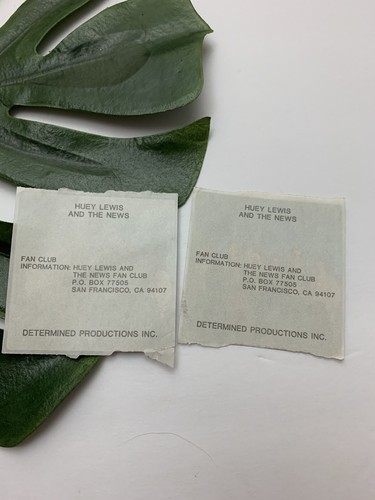 HUEY LEWIS
AND THE NEWS
FAN CLUB
INFORMATION: HUEY LEWIS AND
THE NEWS FAN CLUB
P.O. BOX 77505
SAN FRANCISCO, CA 94107
DETERMINED PRODUCTIONS INC.
HUEY LEWIS
AND THE NEWS
FAN CLUB
INFORMATION: HUEY LEWIS AND
THE NEWS FAN CLUB
P.O. BOX 77505
SAN FRANCISCO, CA 94107
DETERMINED PRODUCTIONS INC.